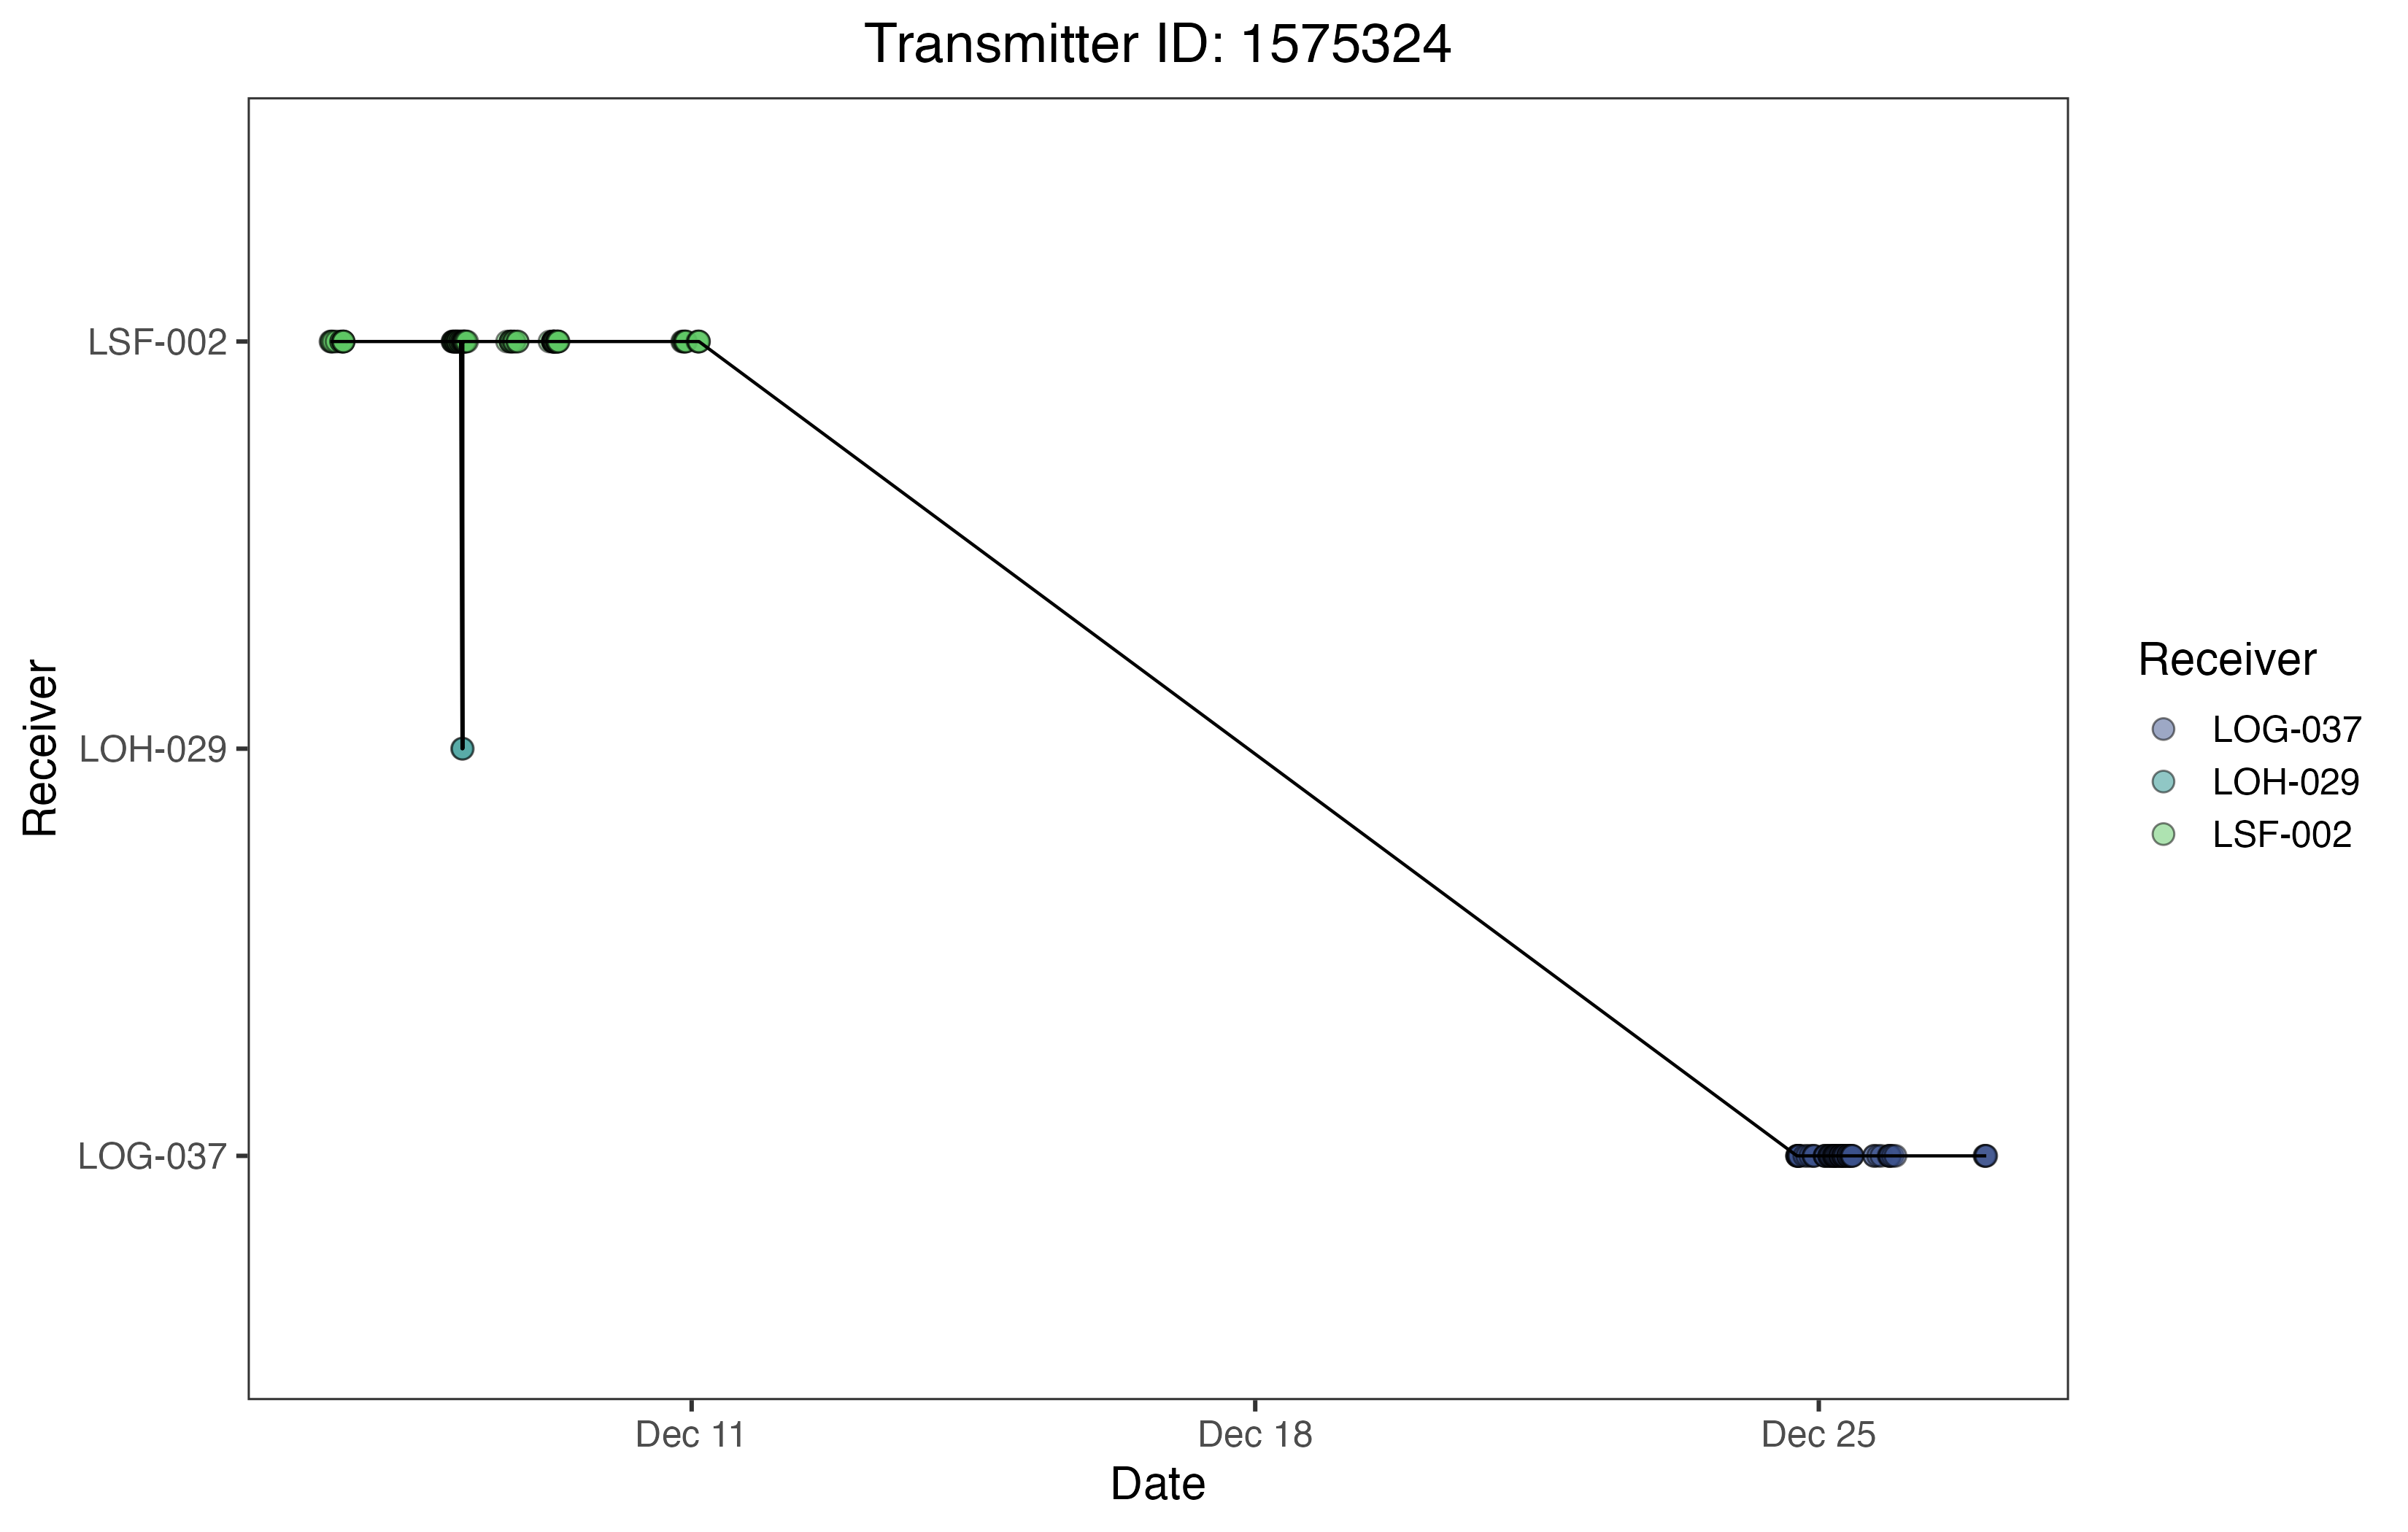 Transmitter ID: 1575324
Receiver
LSF-002
LOH-029
LOG-037
Dec 11
Dec 18
Dec 25
Date
Receiver
LOG-037
LOH-029
LSF-002